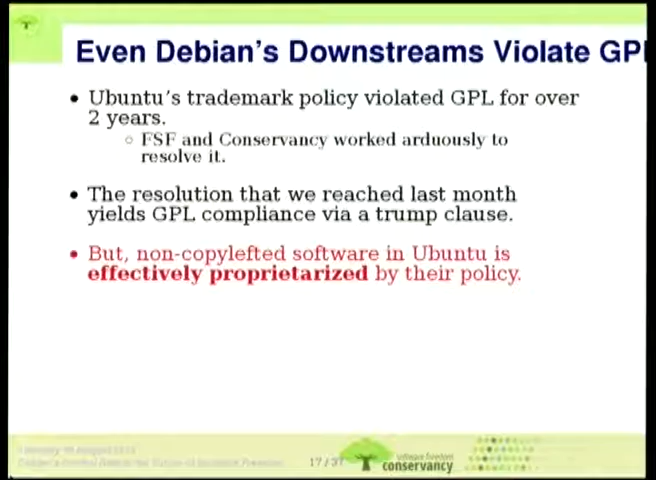 Even Debian's Downstreams Violate GP
• Ubuntu's trademark policy violated GPL for over
2 years.
◦ FSF and Conservancy worked arduously to
resolve it.
• The resolution that we reached last month
yields GPL compliance via a trump clause.
• But, non-copylefted software in Ubuntu is
effectively proprietarized by their policy.
17 / 37
software freedom
conservancy